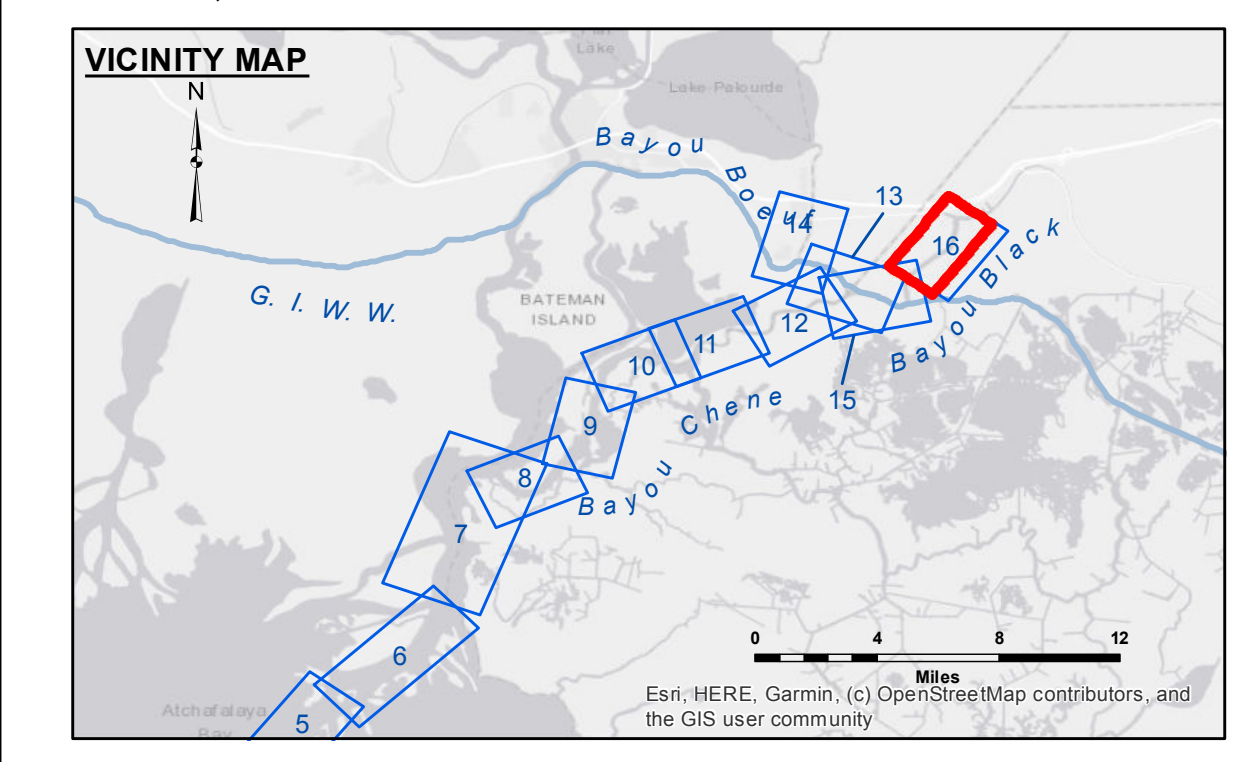 VICINITY MAP
N
Lake
Lake Palourde
Bayou Boeuf
13
14
16
Bayou Black
G. I. W. W.
BATEMAN
ISLAND
12
11
10
15
Bayou Chene
9
8
7
6
5
Atchafalaya
Bay
0 4 8 12
Miles
Esri, HERE, Garmin, (c) OpenStreetMap contributors, and
the GIS user community